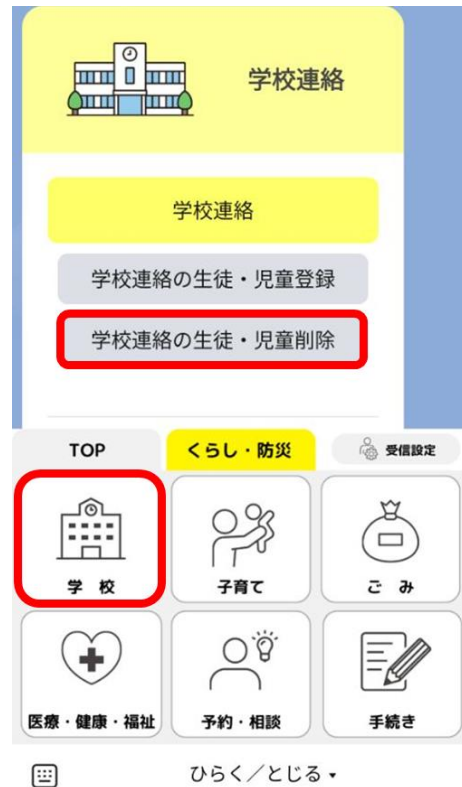 学校連絡
学校連絡
学校連絡の生徒・児童登録
学校連絡の生徒・児童削除
TOP
くらし・防災
受信設定
学 校
子育て
ご み
医療・健康・福祉
予約・相談
手続き
ひらく／とじる ▾